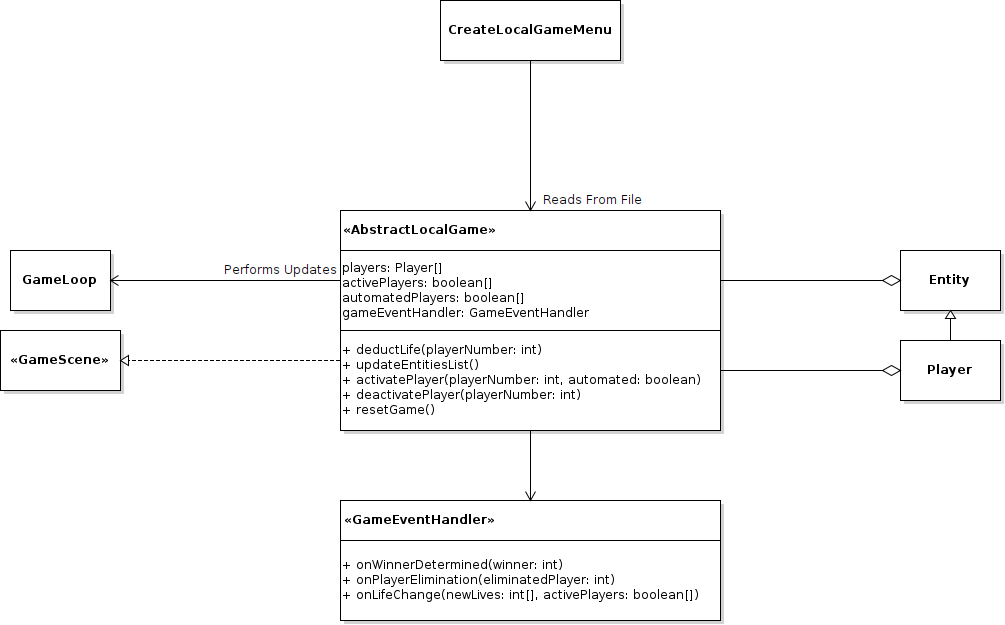 CreateLocalGameMenu
Reads From File
«AbstractLocalGame»
GameLoop
Performs Updates
players: Player[]
activePlayers: boolean[]
automatedPlayers: boolean[]
gameEventHandler: GameEventHandler
Entity
«GameScene»
+ deductLife(playerNumber: int)
+ updateEntitiesList()
+ activatePlayer(playerNumber: int, automated: boolean)
+ deactivatePlayer(playerNumber: int)
+ resetGame()
Player
«GameEventHandler»
+ onWinnerDetermined(winner: int)
+ onPlayerElimination(eliminatedPlayer: int)
+ onLifeChange(newLives: int[], activePlayers: boolean[])